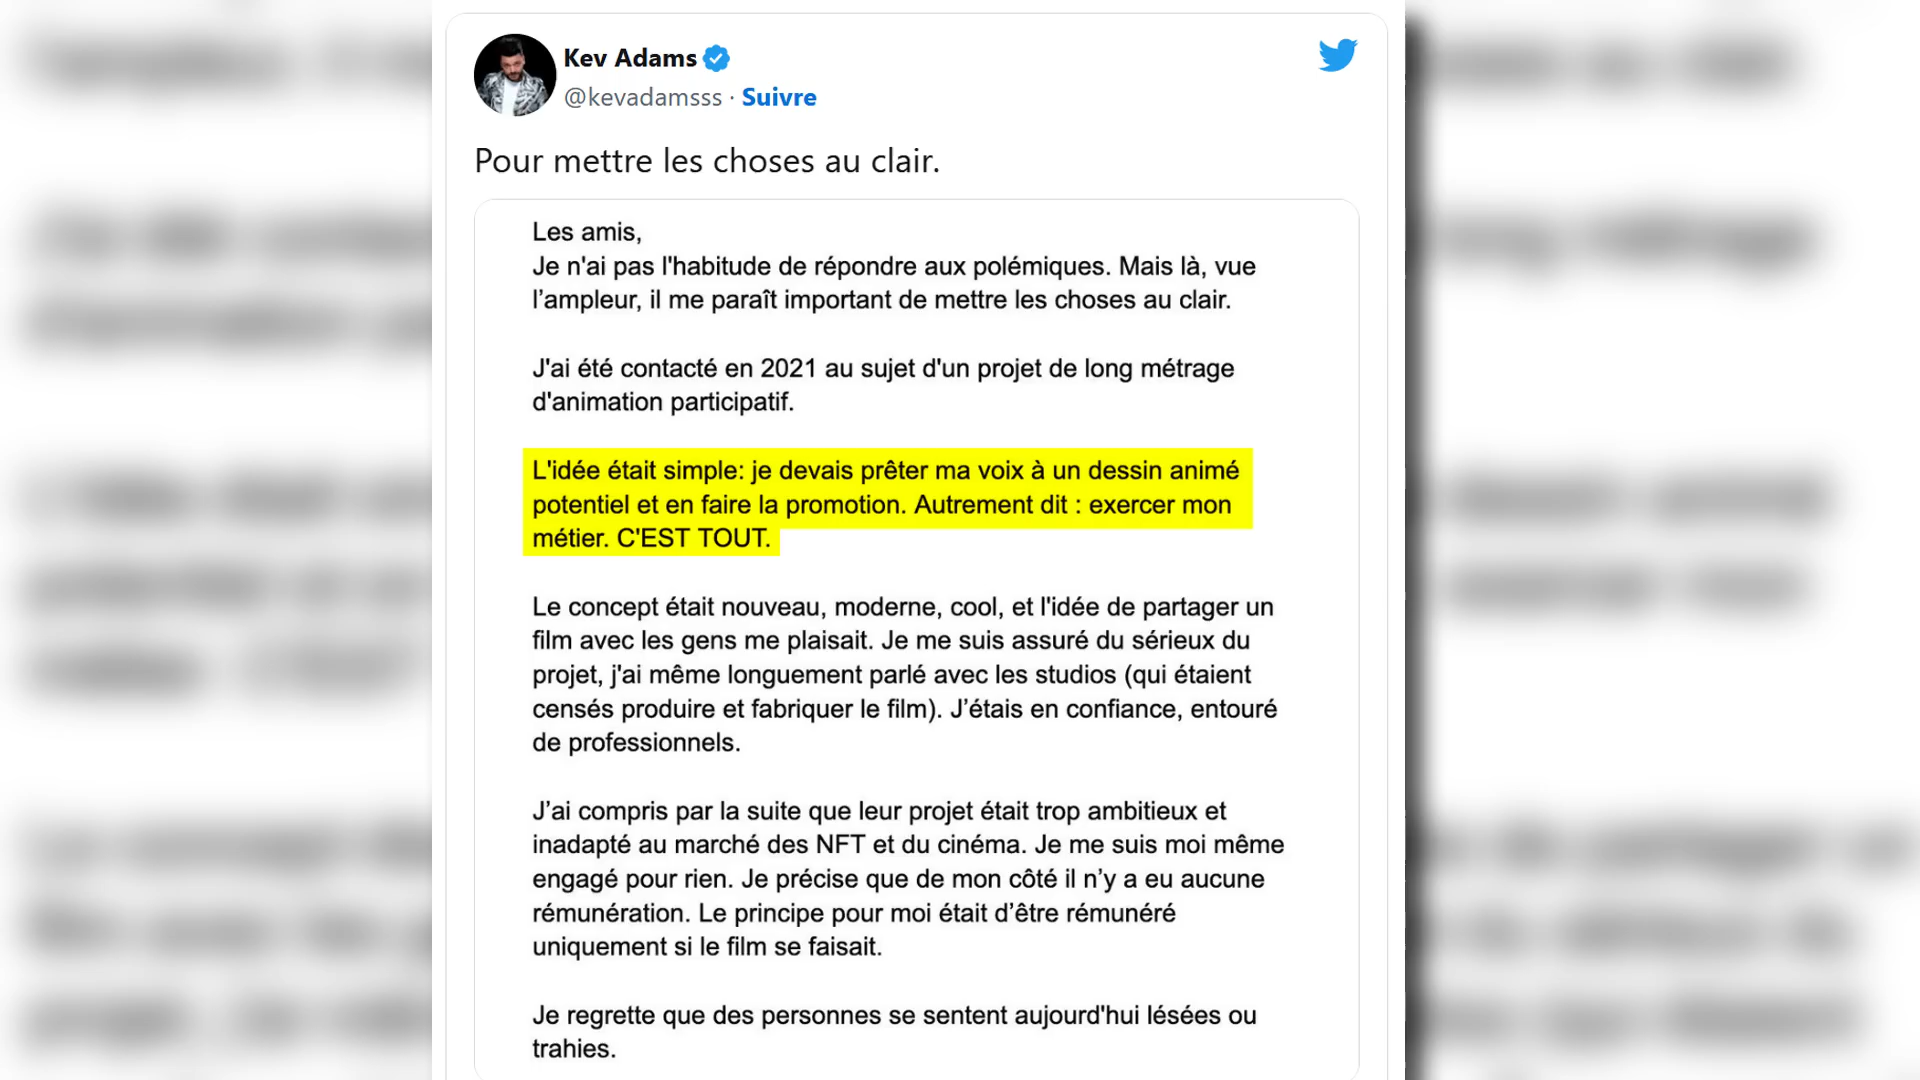 Kev Adams
@kevadamsss · Suivre
Pour mettre les choses au clair.
Les amis,
Je n'ai pas l'habitude de répondre aux polémiques. Mais là, vue
l’ampleur, il me paraît important de mettre les choses au clair.
J'ai été contacté en 2021 au sujet d'un projet de long métrage
d'animation participatif.
L'idée était simple: je devais prêter ma voix à un dessin animé
potentiel et en faire la promotion. Autrement dit : exercer mon
métier. C'EST TOUT.
Le concept était nouveau, moderne, cool, et l'idée de partager un
film avec les gens me plaisait. Je me suis assuré du sérieux du
projet, j'ai même longuement parlé avec les studios (qui étaient
censés produire et fabriquer le film). J’étais en confiance, entouré
de professionnels.
J’ai compris par la suite que leur projet était trop ambitieux et
inadapté au marché des NFT et du cinéma. Je me suis moi même
engagé pour rien. Je précise que de mon côté il n’y a eu aucune
rémunération. Le principe pour moi était d’être rémunéré
uniquement si le film se faisait.
Je regrette que des personnes se sentent aujourd'hui lésées ou
trahies.